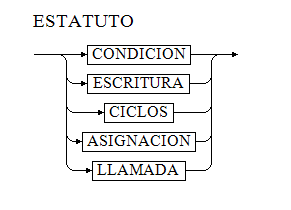 ESTATUTO
CONDICION
ESCRITURA
CICLOS
ASIGNACION
LLAMADA